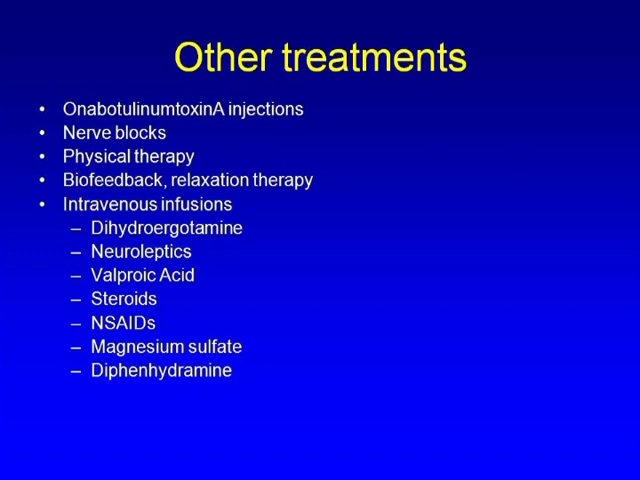 Other treatments
• OnabotulinumtoxinA injections
• Nerve blocks
• Physical therapy
• Biofeedback, relaxation therapy
• Intravenous infusions
– Dihydroergotamine
– Neuroleptics
– Valproic Acid
– Steroids
– NSAIDs
– Magnesium sulfate
– Diphenhydramine